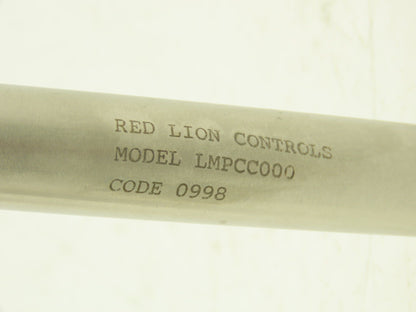 RED LION CONTROLS
MODEL LMPCC000
CODE 0998